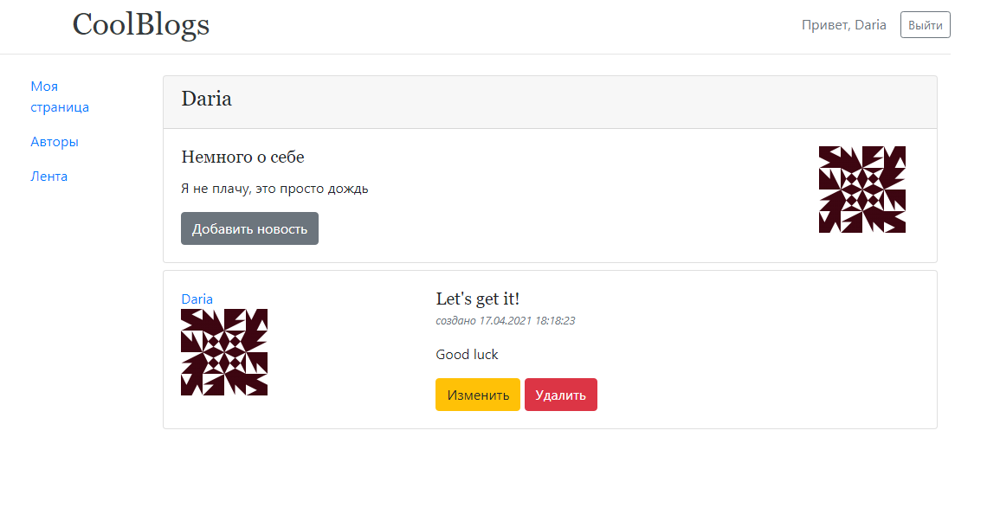 CoolBlogs
Привет, Daria
Выйти
Моя
страница
Авторы
Лента
Daria
Немного о себе
Я не плачу, это просто дождь
Добавить новость
Daria
Let's get it!
создано 17.04.2021 18:18:23
Good luck
Изменить
Удалить